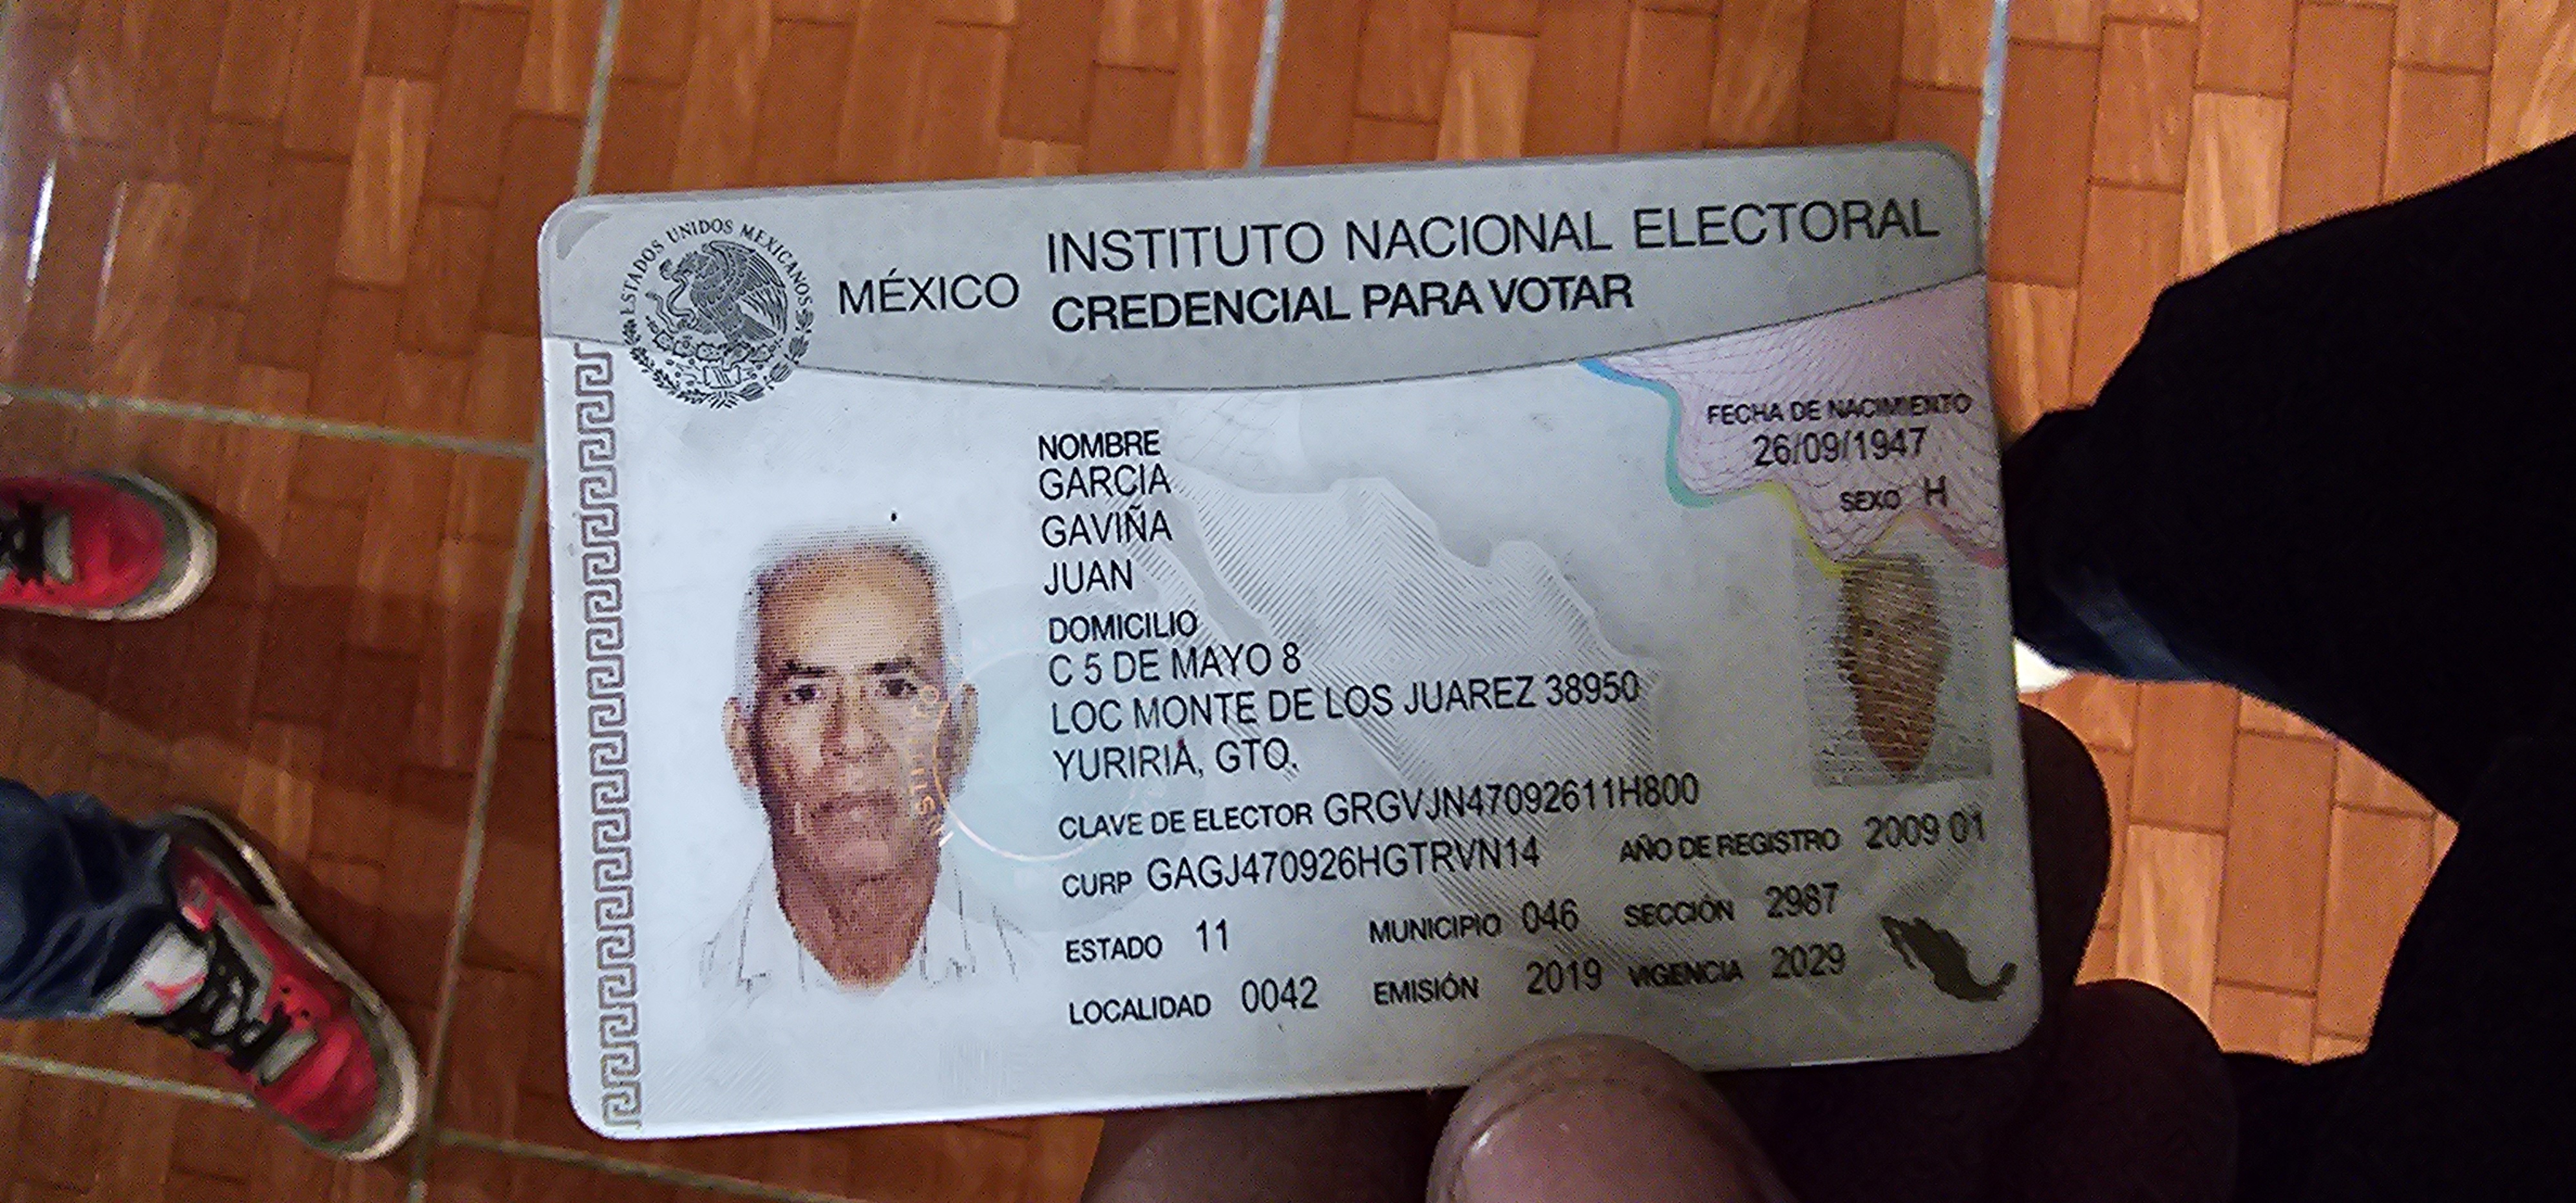 ESTADOS UNIDOS MEXICANOS
MÉXICO
INSTITUTO NACIONAL ELECTORAL
CREDENCIAL PARA VOTAR
NOMBRE
GARCIA
GAVIÑA
JUAN
FECHA DE NACIMIENTO
26/09/1947
SEXO H
DOMICILIO
C 5 DE MAYO 8
LOC MONTE DE LOS JUAREZ 38950
YURIRIA, GTO.
CLAVE DE ELECTOR GRGVJN47092611H800
CURP GAGJ470926HGTRVN14 AÑO DE REGISTRO 2009 01
ESTADO 11 MUNICIPIO 046 SECCIÓN 2987
LOCALIDAD 0042 EMISIÓN 2019 VIGENCIA 2029
INSTITUTO